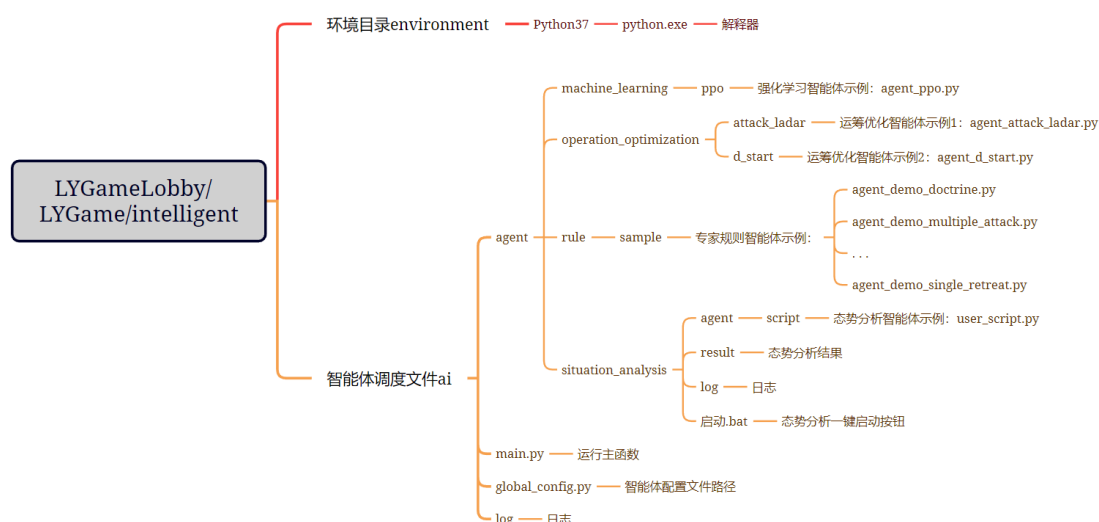 LYGameLobby/
LYGame/intelligent
环境目录environment
Python37
python.exe
解释器
智能体调度文件ai
agent
machine_learning
ppo
强化学习智能体示例：agent_ppo.py
operation_optimization
attack_ladar
运筹优化智能体示例1：agent_attack_ladar.py
d_start
运筹优化智能体示例2：agent_d_start.py
rule
sample
专家规则智能体示例：
agent_demo_doctrine.py
agent_demo_multiple_attack.py
. . .
agent_demo_single_retreat.py
situation_analysis
agent
script
态势分析智能体示例：user_script.py
result
态势分析结果
log
日志
启动.bat
态势分析一键启动按钮
main.py
运行主函数
global_config.py
智能体配置文件路径
log
日志